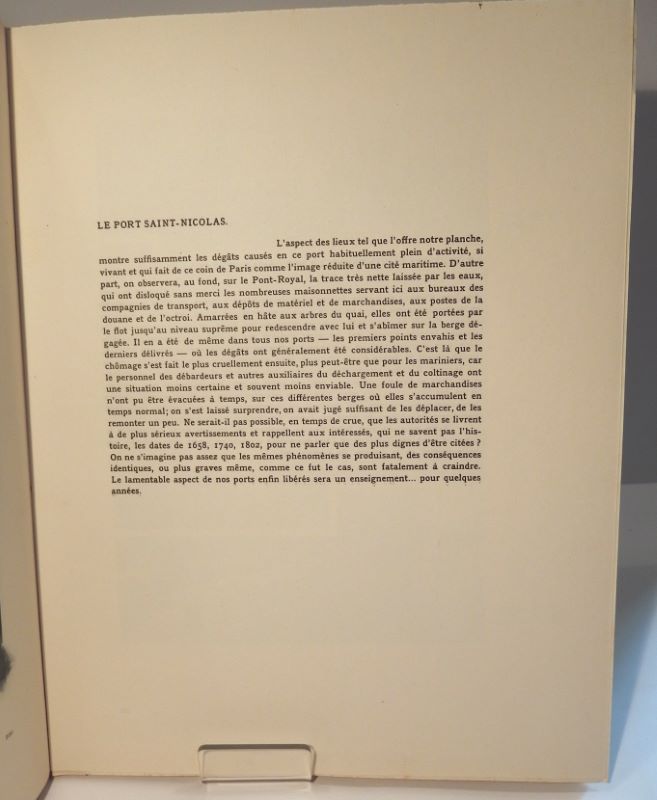 LE PORT SAINT-NICOLAS.
L'aspect des lieux tel que l'offre notre planche,
montre suffisamment les dégâts causés en ce port habituellement plein d'activité, si
vivant et qui fait de ce coin de Paris comme l'image réduite d'une cité maritime. D'autre
part, on observera, au fond, sur le Pont-Royal, la trace très nette laissée par les eaux,
qui ont disloqué sans merci les nombreuses maisonnettes servant ici aux bureaux des
compagnies de transport, aux dépôts de matériel et de marchandises, aux postes de la
douane et de l'octroi. Amarrées en hâte aux arbres du quai, elles ont été portées par
le flot jusqu'au niveau suprême pour redescendre avec lui et s'abîmer sur la berge dé-
gagée. Il en a été de même dans tous nos ports — les premiers points envahis et les
derniers délivrés — où les dégâts ont généralement été considérables. C'est là que le
chômage s'est fait le plus cruellement ensuite, plus peut-être que pour les mariniers, car
le personnel des débardeurs et autres auxiliaires du déchargement et du coltinage ont
une situation moins certaine et souvent moins enviable. Une foule de marchandises
n'ont pu être évacuées à temps, sur ces différentes berges où elles s'accumulent en
temps normal; on s'est laissé surprendre, on avait jugé suffisant de les déplacer, de les
remonter un peu. Ne serait-il pas possible, en temps de crue, que les autorités se livrent
à de plus sérieux avertissements et rappellent aux intéressés, qui ne savent pas l'his-
toire, les dates de 1658, 1740, 1802, pour ne parler que des plus dignes d'être citées ?
On ne s'imagine pas assez que les mêmes phénomènes se produisant, des conséquences
identiques, ou plus graves même, comme ce fut le cas, sont fatalement à craindre.
Le lamentable aspect de nos ports enfin libérés sera un enseignement... pour quelques
années.